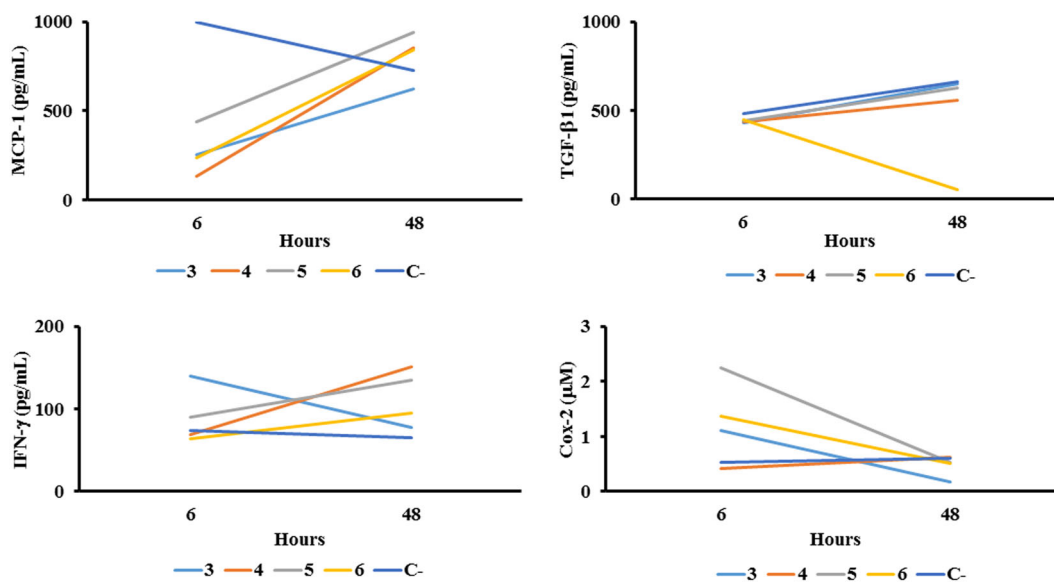 1000
500
0
MCP-1 (pg/mL)
6 48
Hours
3 4 5 6 C-
1000
500
0
TGF-β1 (pg/mL)
6 48
Hours
3 4 5 6 C-
200
100
0
IFN-γ (pg/mL)
6 48
Hours
3 4 5 6 C-
3
2
1
0
Cox-2 (µM)
6 48
Hours
3 4 5 6 C-